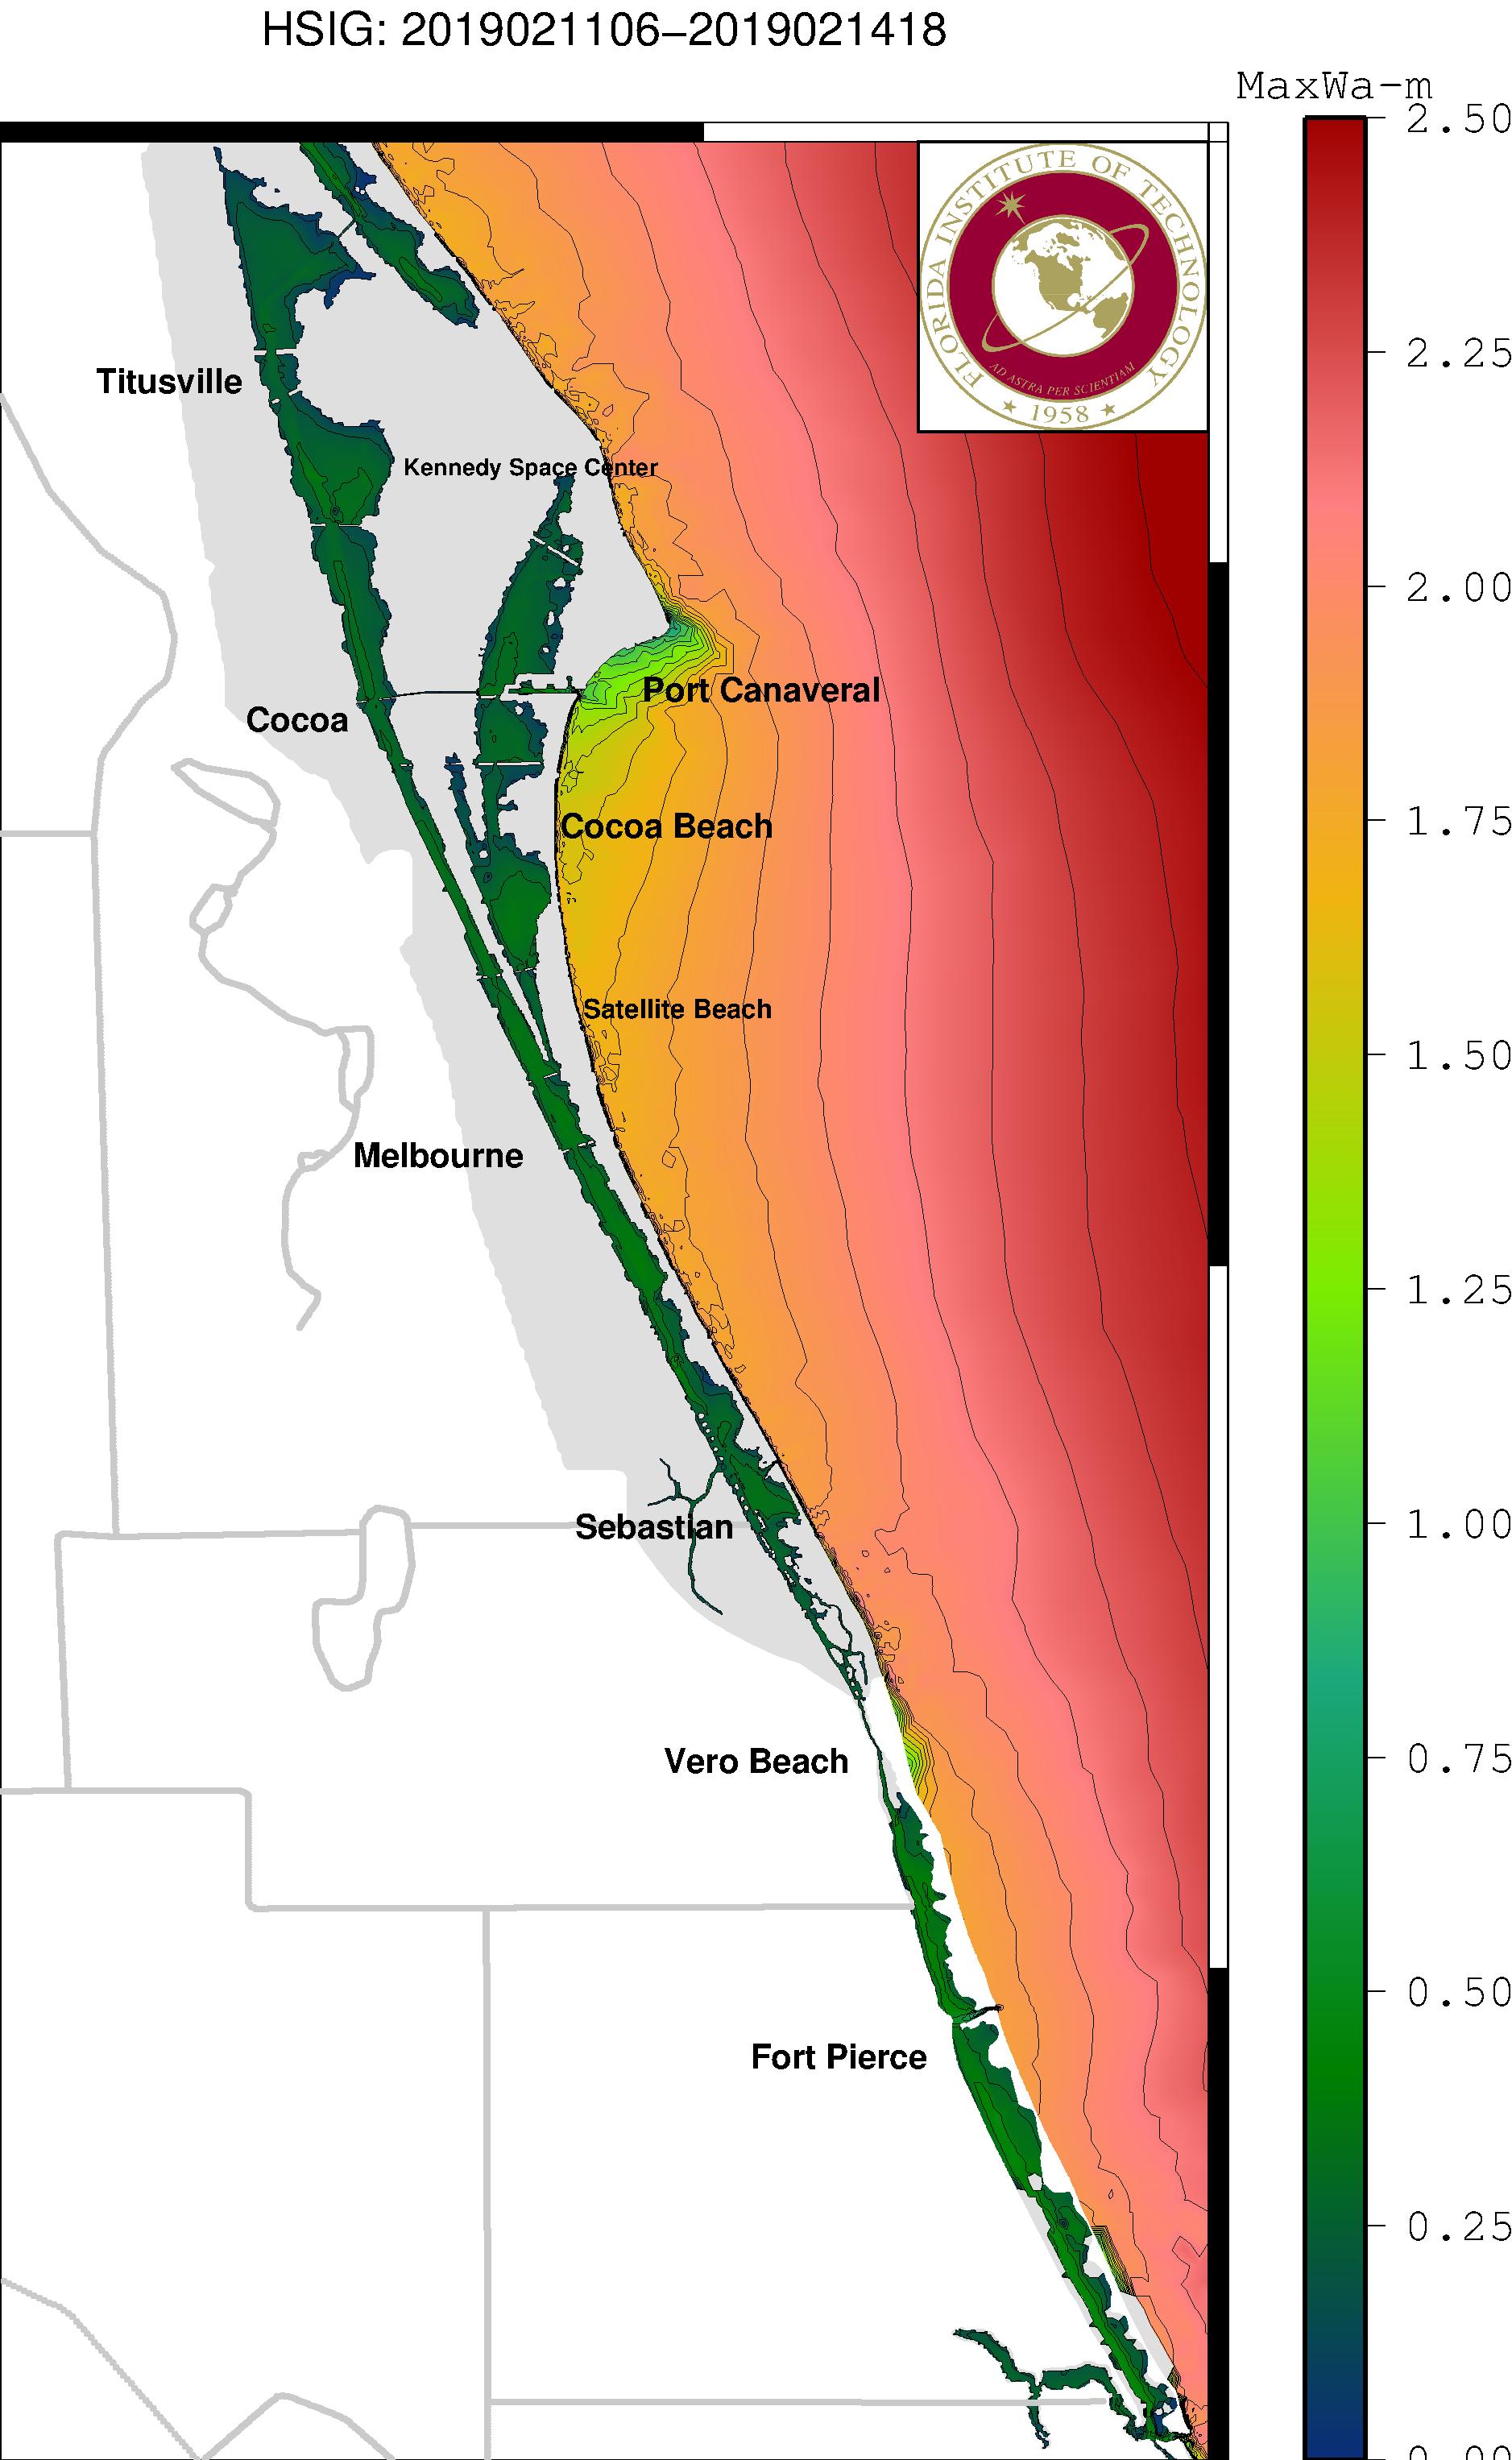 HSIG: 2019021106–2019021418
MaxWa-m
2.50
FLORIDA INSTITUTE OF TECHNOLOGY
AD ASTRA PER SCIENTIAM
1958
2.25
Titusville
Kennedy Space Center
2.00
Port Canaveral
Cocoa
1.75
Cocoa Beach
Satellite Beach
1.50
Melbourne
1.25
1.00
Sebastian
0.75
Vero Beach
0.50
Fort Pierce
0.25
0.00